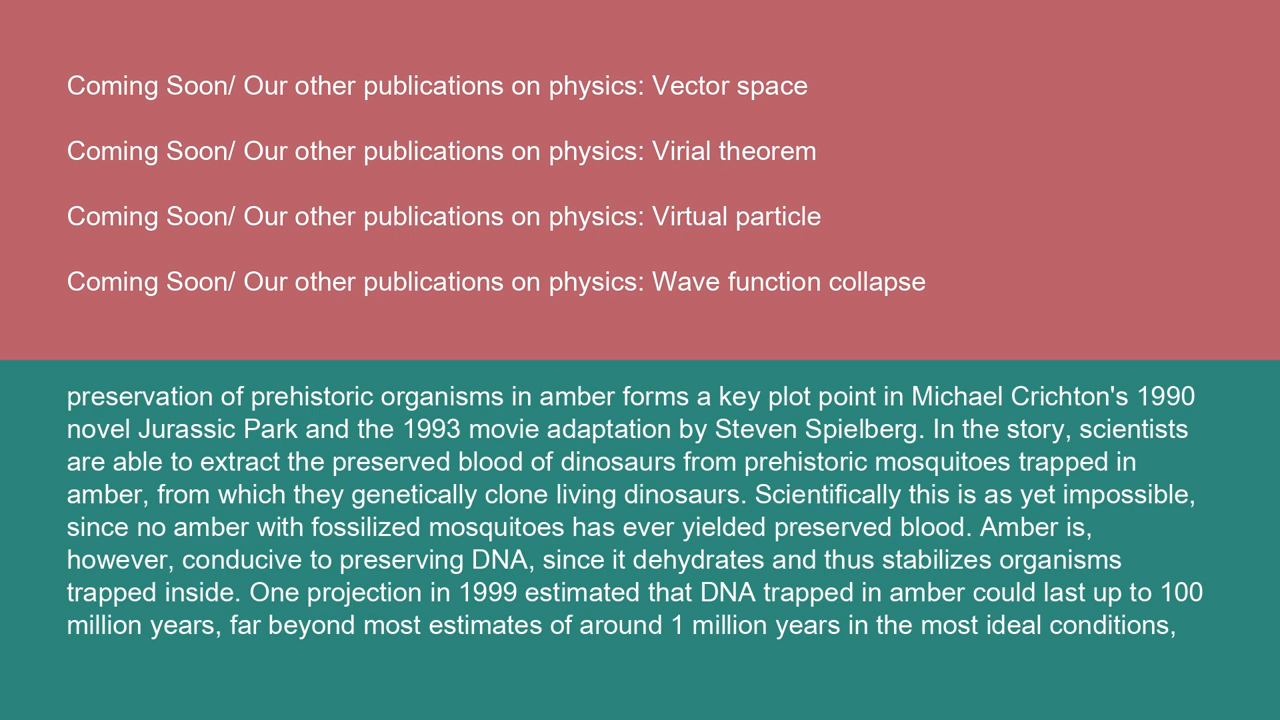 Coming Soon/ Our other publications on physics: Vector space
Coming Soon/ Our other publications on physics: Virial theorem
Coming Soon/ Our other publications on physics: Virtual particle
Coming Soon/ Our other publications on physics: Wave function collapse
preservation of prehistoric organisms in amber forms a key plot point in Michael Crichton's 1990
novel Jurassic Park and the 1993 movie adaptation by Steven Spielberg. In the story, scientists
are able to extract the preserved blood of dinosaurs from prehistoric mosquitoes trapped in
amber, from which they genetically clone living dinosaurs. Scientifically this is as yet impossible,
since no amber with fossilized mosquitoes has ever yielded preserved blood. Amber is,
however, conducive to preserving DNA, since it dehydrates and thus stabilizes organisms
trapped inside. One projection in 1999 estimated that DNA trapped in amber could last up to 100
million years, far beyond most estimates of around 1 million years in the most ideal conditions,